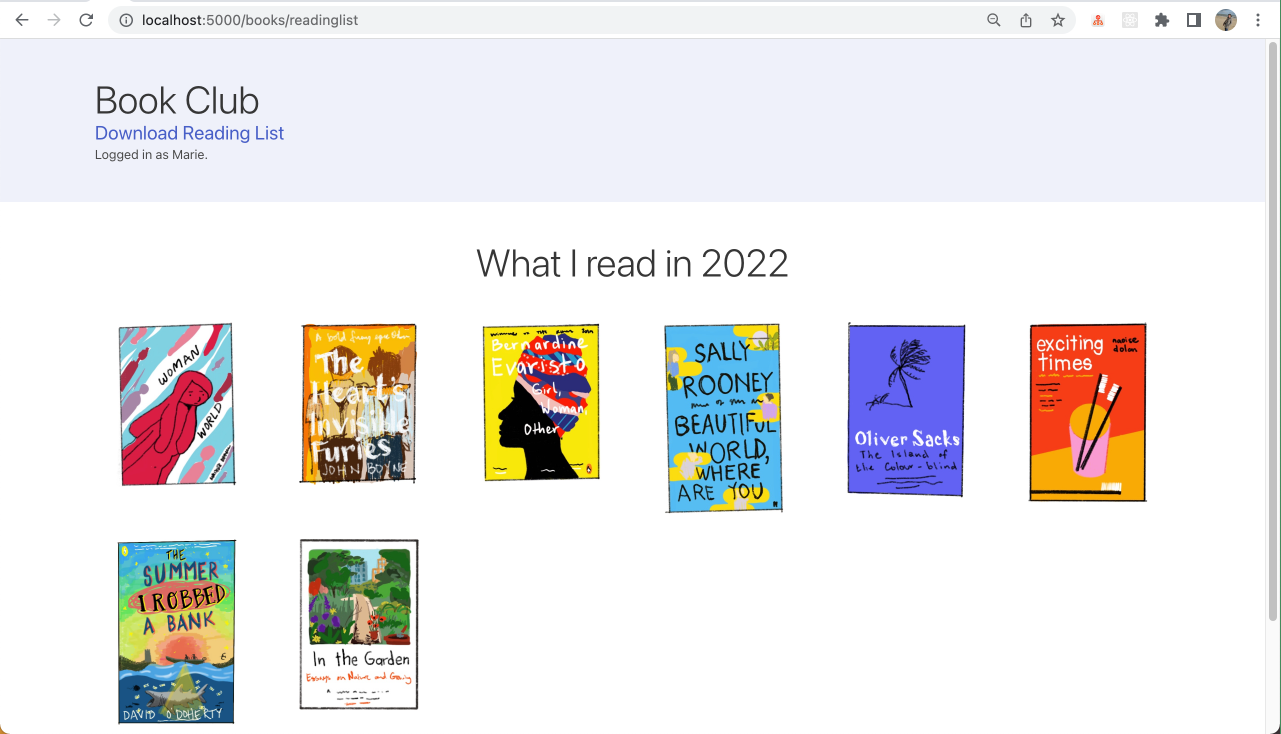 localhost:5000/books/readinglist
Book Club
Download Reading List
Logged in as Marie.
What I read in 2022
WOMAN
WORLD
A bold funny
The
Heart's
Invisible
Furies
JOHN BOYNE
Bernardine
Evaristo
Girl,
Woman,
Other
SALLY
ROONEY
BEAUTIFUL
WORLD,
WHERE
ARE YOU
Oliver Sacks
The Island of
the Colour-blind
exciting
times
naoise
dolan
THE
SUMMER
I ROBBED
A BANK
DAVID O'DOHERTY
In the Garden
Essays on Nature and